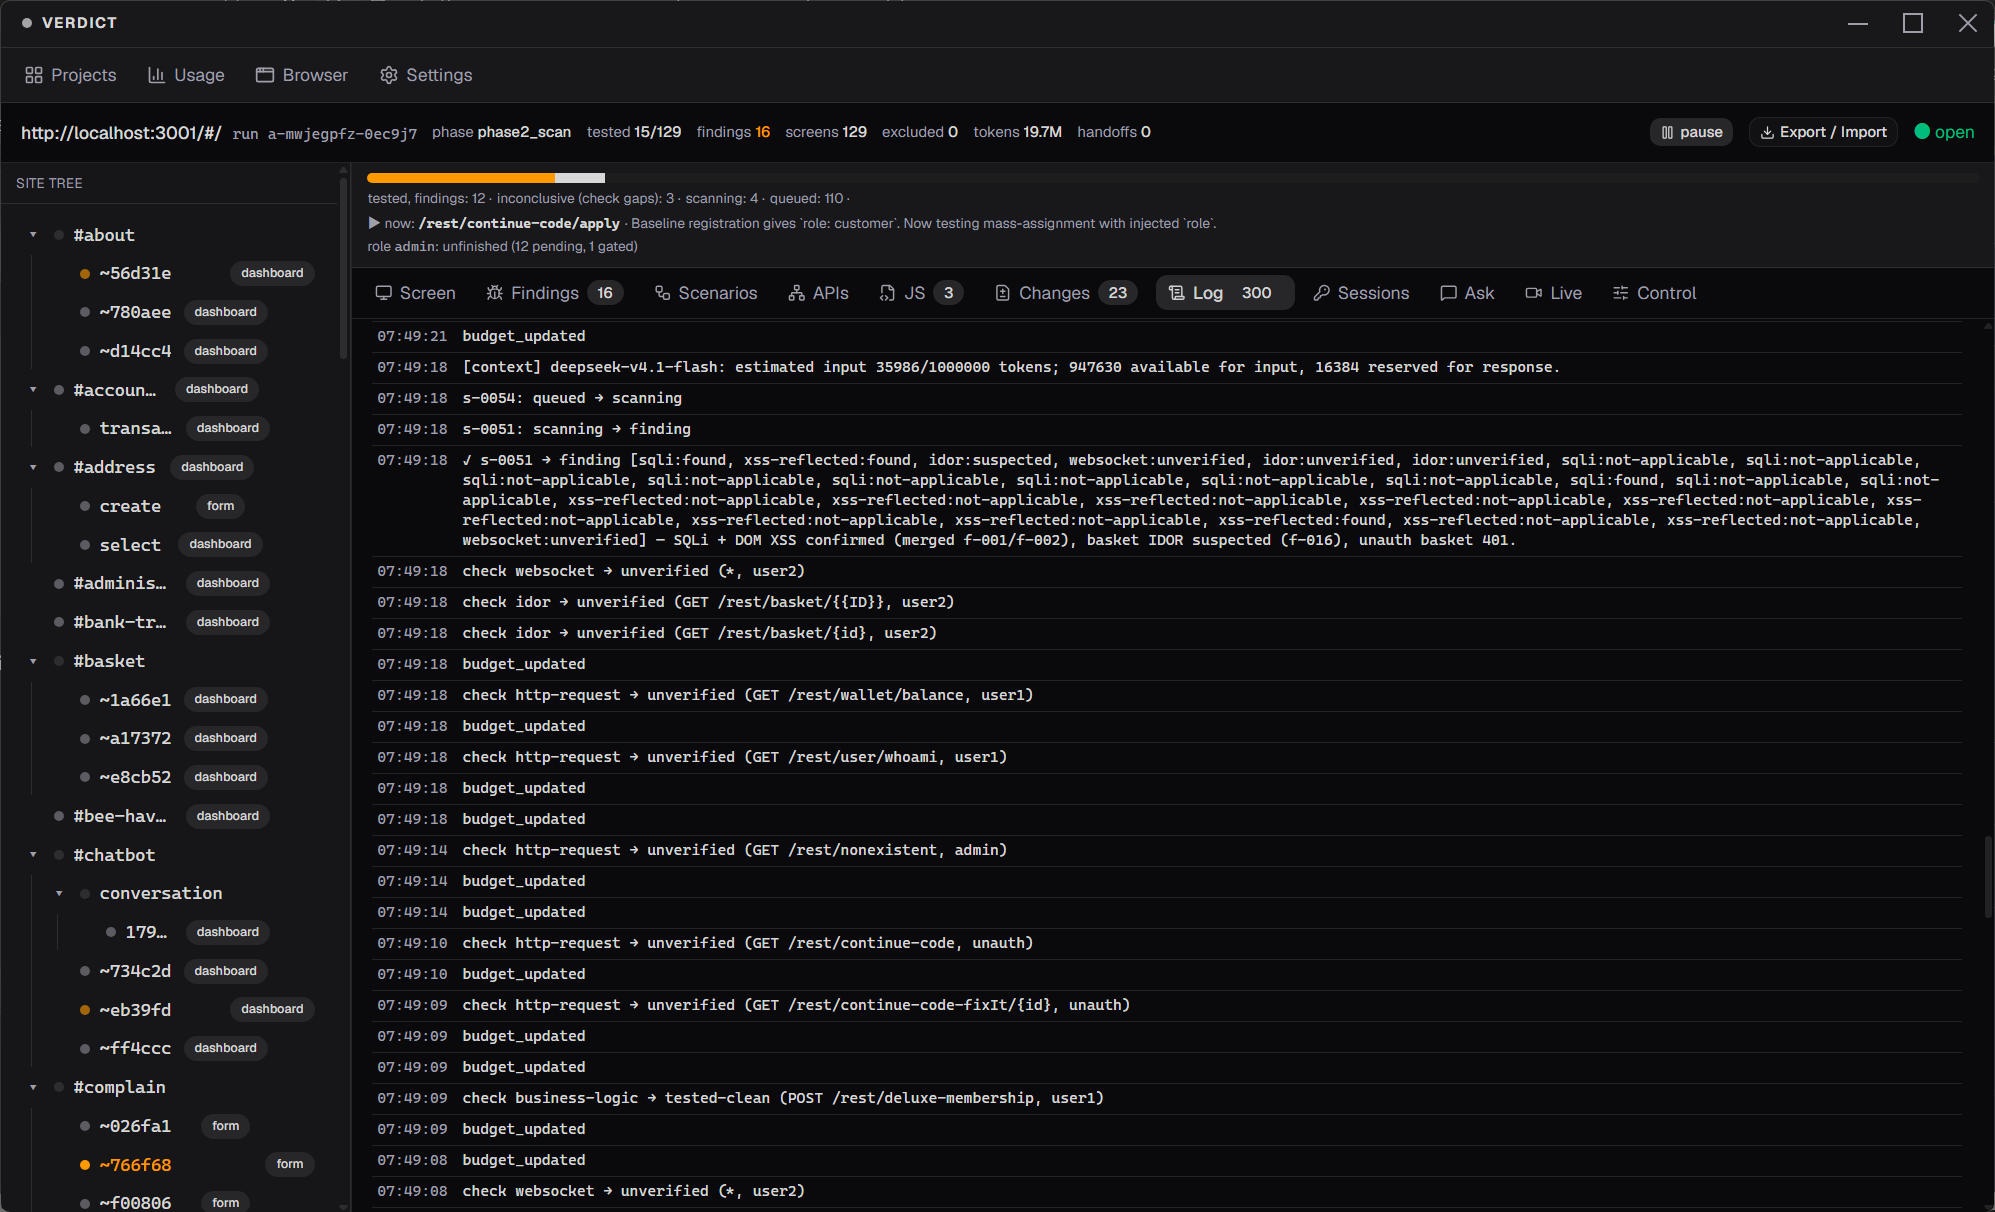 VERDICT
Projects
Usage
Browser
Settings
http://localhost:3001/#/ run a-mwjegpfz-0ec9j7 phase phase2_scan tested 15/129 findings 16 screens 129 excluded 0 tokens 19.7M handoffs 0
pause
Export / Import
open
SITE TREE
#about
~56d31e dashboard
~780aee dashboard
~d14cc4 dashboard
#accoun… dashboard
transa… dashboard
#address dashboard
create form
select dashboard
#adminis… dashboard
#bank-tr… dashboard
#basket
~1a66e1 dashboard
~a17372 dashboard
~e8cb52 dashboard
#bee-hav… dashboard
#chatbot
conversation
179… dashboard
~734c2d dashboard
~eb39fd dashboard
~ff4ccc dashboard
#complain
~026fa1 form
~766f68 form
~f00806 form
tested, findings: 12 · inconclusive (check gaps): 3 · scanning: 4 · queued: 110 ·
▶ now: /rest/continue-code/apply · Baseline registration gives `role: customer`. Now testing mass-assignment with injected `role`.
role admin: unfinished (12 pending, 1 gated)
Screen
Findings 16
Scenarios
APIs
JS 3
Changes 23
Log 300
Sessions
Ask
Live
Control
07:49:21 budget_updated
07:49:18 [context] deepseek-v4.1-flash: estimated input 35986/1000000 tokens; 947630 available for input, 16384 reserved for response.
07:49:18 s-0054: queued → scanning
07:49:18 s-0051: scanning → finding
07:49:18 ✓ s-0051 → finding [sqli:found, xss-reflected:found, idor:suspected, websocket:unverified, idor:unverified, idor:unverified, sqli:not-applicable, sqli:not-applicable,
sqli:not-applicable, sqli:not-applicable, sqli:not-applicable, sqli:not-applicable, sqli:not-applicable, sqli:not-applicable, sqli:found, sqli:not-applicable, sqli:not-
applicable, xss-reflected:not-applicable, xss-reflected:not-applicable, xss-reflected:not-applicable, xss-reflected:not-applicable, xss-reflected:not-applicable, xss-
reflected:not-applicable, xss-reflected:not-applicable, xss-reflected:not-applicable, xss-reflected:found, xss-reflected:not-applicable, xss-reflected:not-applicable,
websocket:unverified] — SQLi + DOM XSS confirmed (merged f-001/f-002), basket IDOR suspected (f-016), unauth basket 401.
07:49:18 check websocket → unverified (*, user2)
07:49:18 check idor → unverified (GET /rest/basket/{{ID}}, user2)
07:49:18 check idor → unverified (GET /rest/basket/{id}, user2)
07:49:18 budget_updated
07:49:18 check http-request → unverified (GET /rest/wallet/balance, user1)
07:49:18 budget_updated
07:49:18 check http-request → unverified (GET /rest/user/whoami, user1)
07:49:18 budget_updated
07:49:18 budget_updated
07:49:14 check http-request → unverified (GET /rest/nonexistent, admin)
07:49:14 budget_updated
07:49:14 budget_updated
07:49:10 check http-request → unverified (GET /rest/continue-code, unauth)
07:49:10 budget_updated
07:49:09 check http-request → unverified (GET /rest/continue-code-fixIt/{id}, unauth)
07:49:09 budget_updated
07:49:09 budget_updated
07:49:09 check business-logic → tested-clean (POST /rest/deluxe-membership, user1)
07:49:09 budget_updated
07:49:08 budget_updated
07:49:08 check websocket → unverified (*, user2)